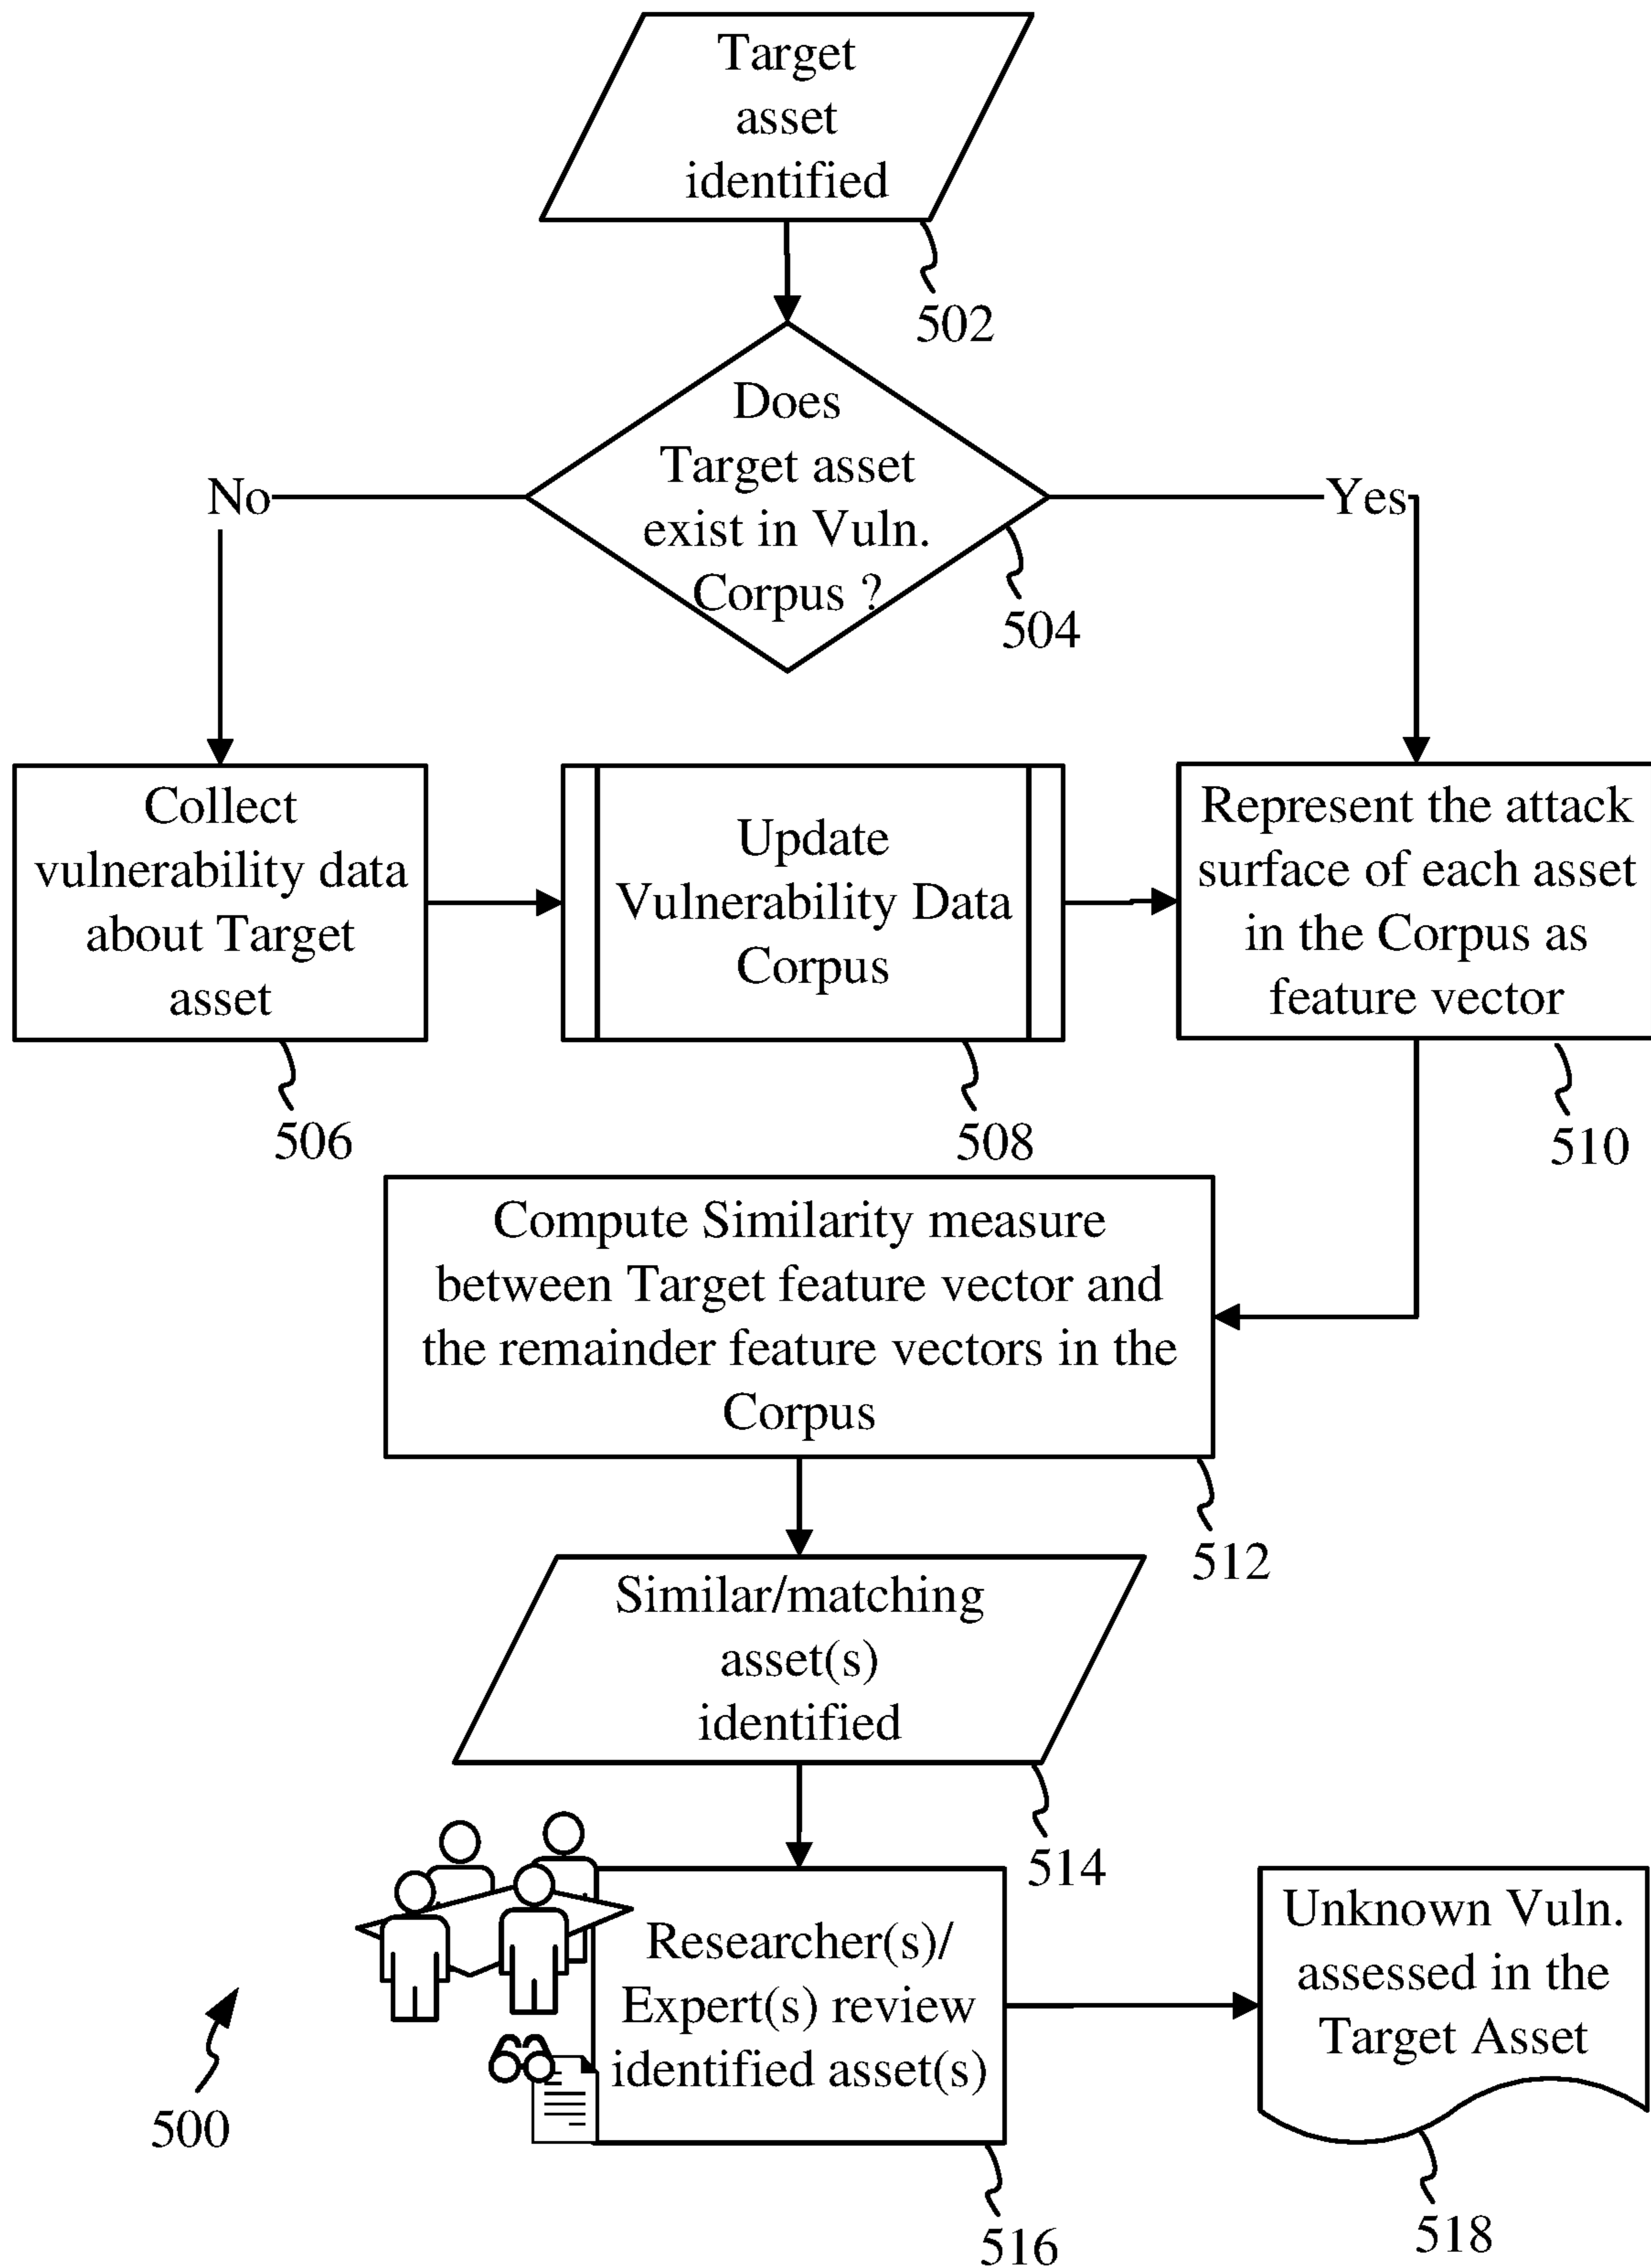 Target
asset
identified
502
Does
Target asset
exist in Vuln.
Corpus ?
504
No
Yes
Collect
vulnerability data
about Target
asset
506
Update
Vulnerability Data
Corpus
508
Represent the attack
surface of each asset
in the Corpus as
feature vector
510
Compute Similarity measure
between Target feature vector and
the remainder feature vectors in the
Corpus
512
Similar/matching
asset(s)
identified
514
Researcher(s)/
Expert(s) review
identified asset(s)
516
Unknown Vuln.
assessed in the
Target Asset
518
500